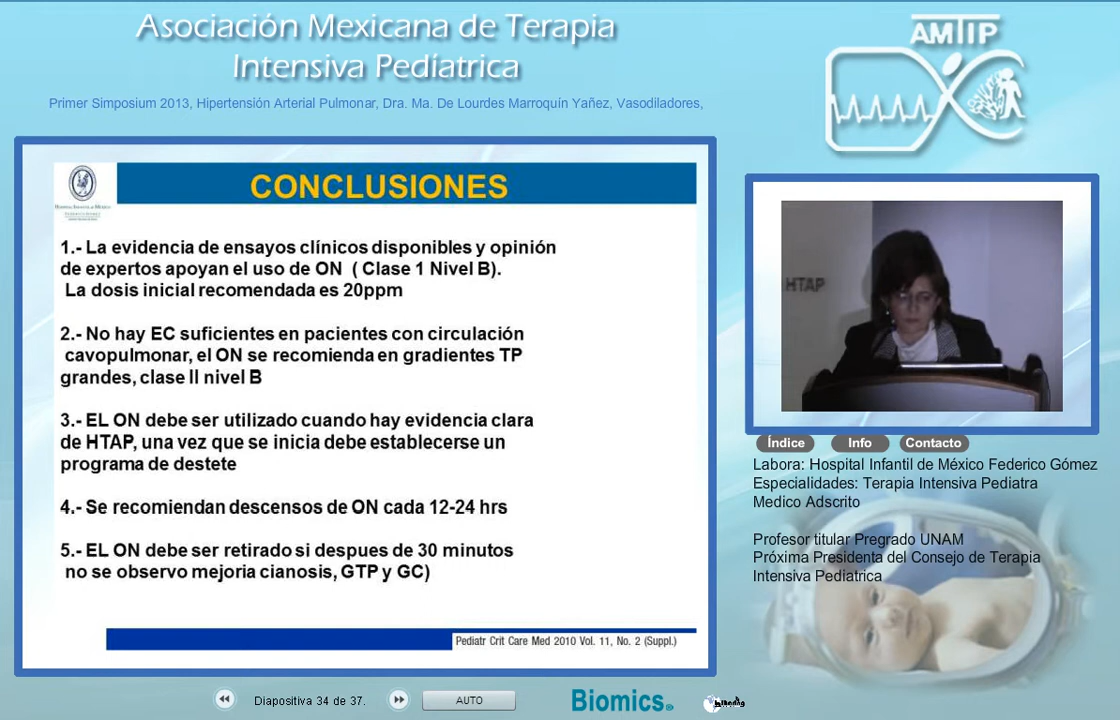 Asociación Mexicana de Terapia
Intensiva Pedíatrica
Primer Simposium 2013, Hipertensión Arterial Pulmonar, Dra. Ma. De Lourdes Marroquín Yañez, Vasodiladores,
AMTIP
HOSPITAL INFANTIL de MÉXICO
CONCLUSIONES
1.- La evidencia de ensayos clínicos disponibles y opinión
de expertos apoyan el uso de ON ( Clase 1 Nivel B).
La dosis inicial recomendada es 20ppm
2.- No hay EC suficientes en pacientes con circulación
cavopulmonar, el ON se recomienda en gradientes TP
grandes, clase II nivel B
3.- EL ON debe ser utilizado cuando hay evidencia clara
de HTAP, una vez que se inicia debe establecerse un
programa de destete
4.- Se recomiendan descensos de ON cada 12-24 hrs
5.- EL ON debe ser retirado si despues de 30 minutos
no se observo mejoria cianosis, GTP y GC)
Pediatr Crit Care Med 2010 Vol. 11, No. 2 (Suppl.)
HTAP
Índice Info Contacto
Labora: Hospital Infantil de México Federico Gómez
Especialidades: Terapia Intensiva Pediatra
Medico Adscrito
Profesor titular Pregrado UNAM
Próxima Presidenta del Consejo de Terapia
Intensiva Pediatrica
Diapositiva 34 de 37.
AUTO
Biomics.